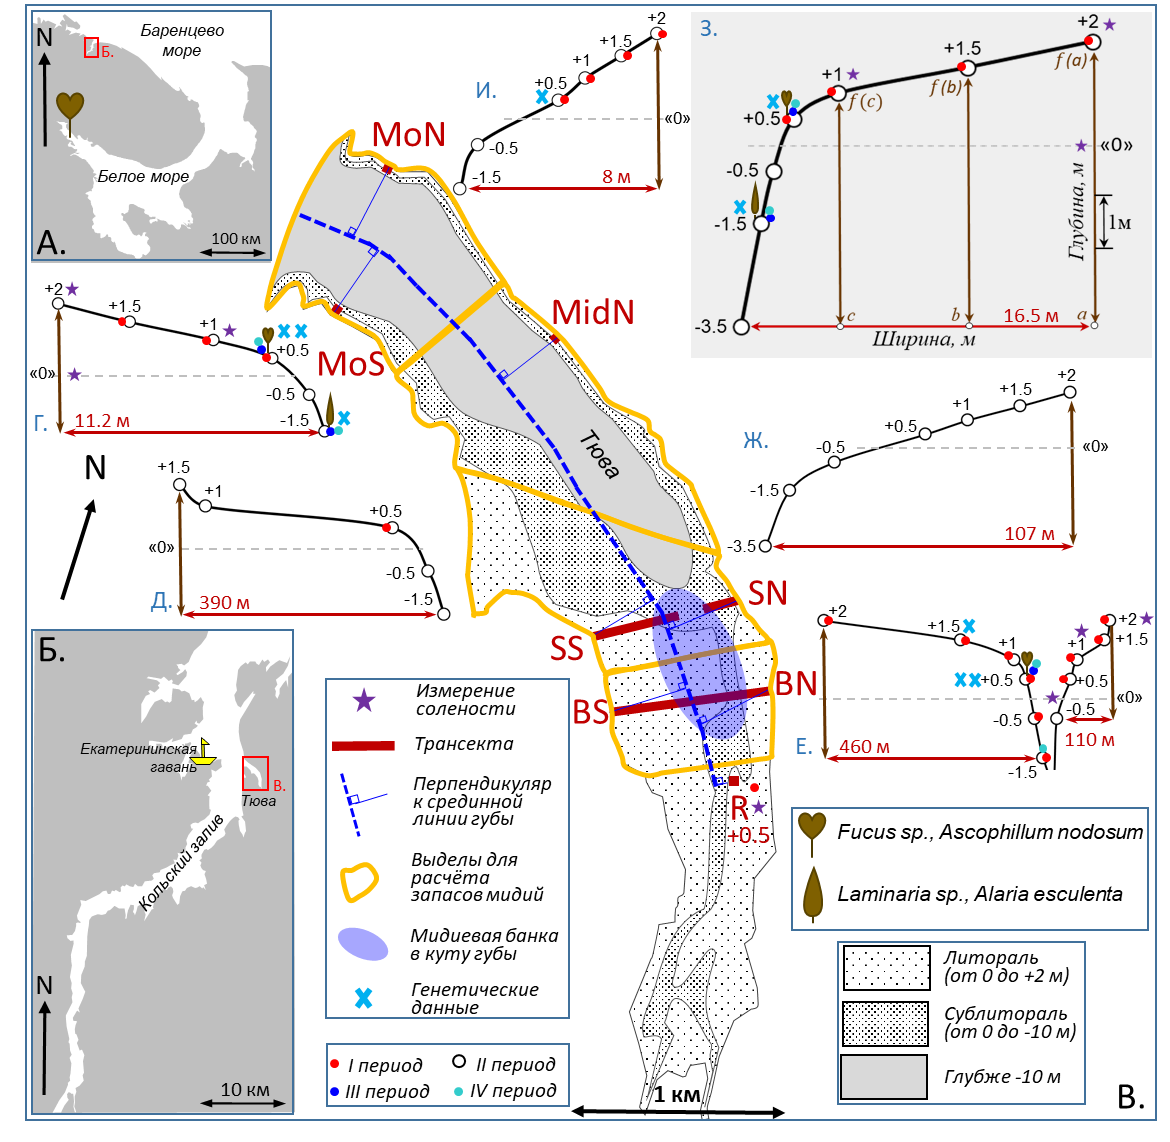 N
Баренцево
море
Б.
Белое море
А.
100 км
И.
+2
+1.5
+1
+0.5
«0»
-0.5
-1.5
8 м
З.
+2
f (a)
+1.5
f (b)
+1
f (c)
+0.5
«0»
-0.5
-1.5
-3.5
Глубина, м
1м
c
b
a
16.5 м
Ширина, м
MoN
MidN
MoS
Тюва
+2
+1.5
+1
+0.5
«0»
-0.5
-1.5
Г.
11.2 м
N
+1.5
+1
+0.5
«0»
-0.5
-1.5
Д.
390 м
Ж.
+2
+1.5
+1
+0.5
«0»
-0.5
-1.5
-3.5
107 м
SN
SS
BN
BS
R
+0.5
+2
+1.5
+1
+0.5
-0.5
-1.5
+2
+1.5
+1
+0.5
«0»
-0.5
Е.
460 м
110 м
Б.
Екатерининская
гавань
В.
Тюва
Кольский залив
N
10 км
Измерение
солености
Трансекта
Перпендикуляр
к срединной
линии губы
Выделы для
расчёта
запасов мидий
Мидиевая банка
в куту губы
Генетические
данные
I период
II период
III период
IV период
1 км
Fucus sp., Ascophillum nodosum
Laminaria sp., Alaria esculenta
Литораль
(от 0 до +2 м)
Сублитораль
(от 0 до -10 м)
Глубже -10 м
В.